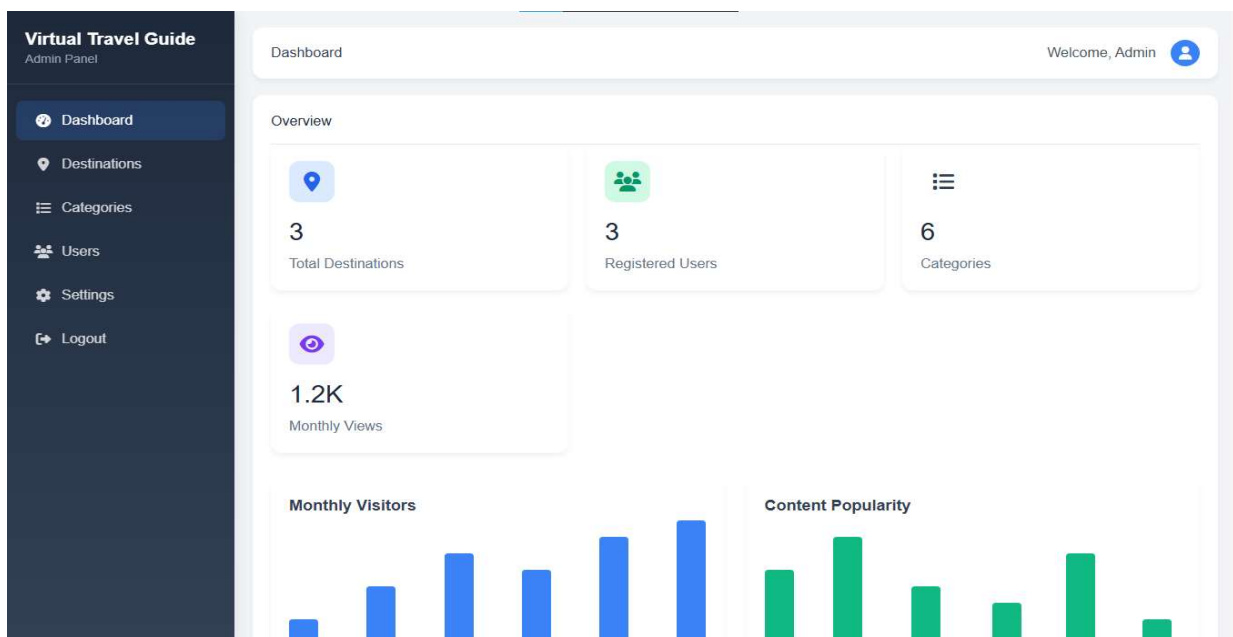 Virtual Travel Guide
Admin Panel
Dashboard
Destinations
Categories
Users
Settings
Logout
Dashboard
Welcome, Admin
Overview
3
Total Destinations
3
Registered Users
6
Categories
1.2K
Monthly Views
Monthly Visitors
Content Popularity